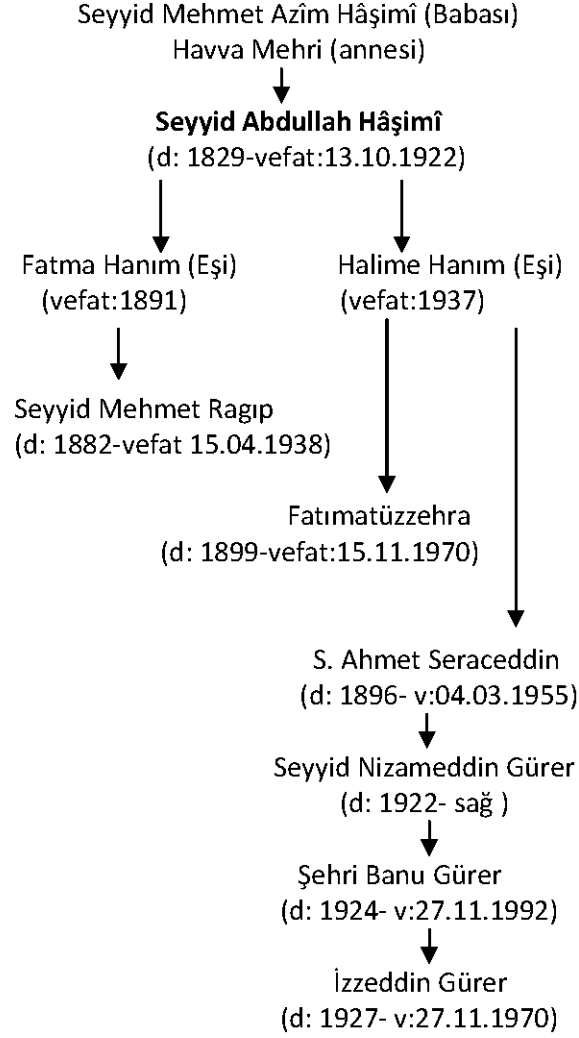 Seyyid Mehmet Azîm Hâşimî (Babası)
Havva Mehri (annesi)
Seyyid Abdullah Hâşimî
(d: 1829-vefat:13.10.1922)
Fatma Hanım (Eşi)
(vefat:1891)
Halime Hanım (Eşi)
(vefat:1937)
Seyyid Mehmet Ragıp
(d: 1882-vefat 15.04.1938)
Fatımatüzzehra
(d: 1899-vefat:15.11.1970)
S. Ahmet Seraceddin
(d: 1896- v:04.03.1955)
Seyyid Nizameddin Gürer
(d: 1922- sağ )
Şehri Banu Gürer
(d: 1924- v:27.11.1992)
İzzeddin Gürer
(d: 1927- v:27.11.1970)